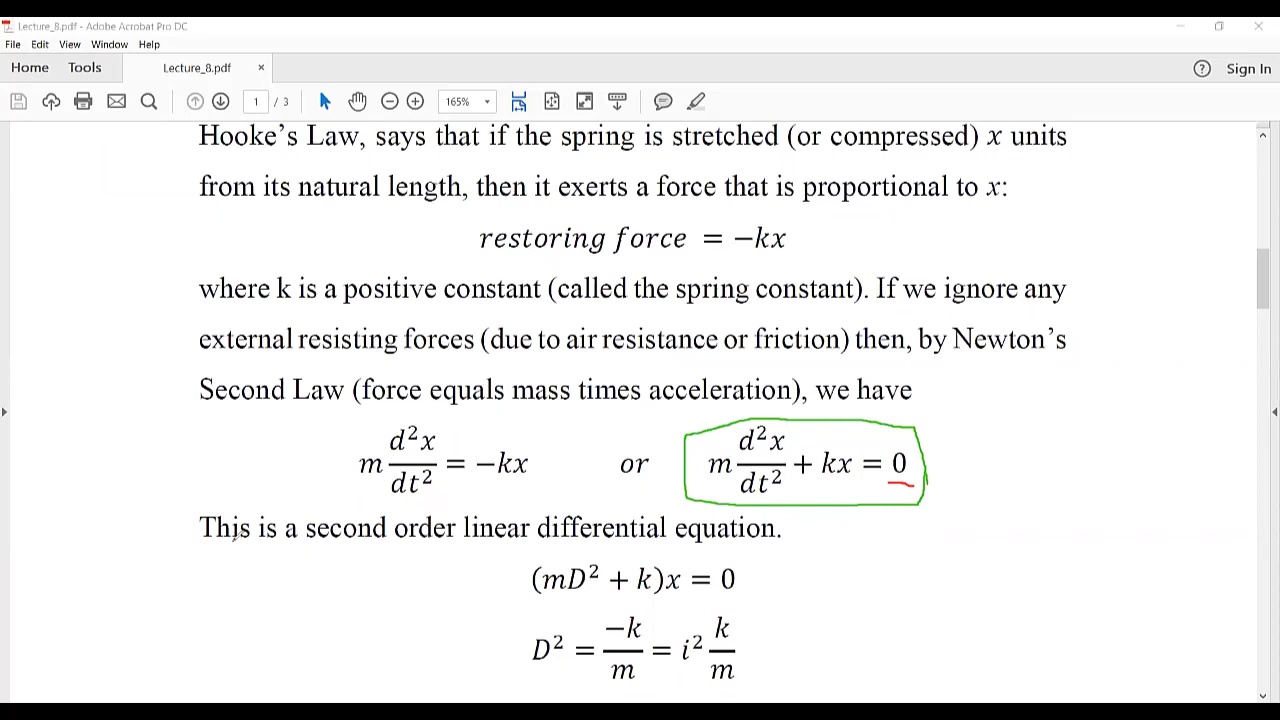 Lecture_8.pdf - Adobe Acrobat Pro DC
File Edit View Window Help
Home Tools Lecture_8.pdf × Sign In
1 / 3 165%
Hooke’s Law, says that if the spring is stretched (or compressed) x units
from its natural length, then it exerts a force that is proportional to x:
restoring force = −kx
where k is a positive constant (called the spring constant). If we ignore any
external resisting forces (due to air resistance or friction) then, by Newton’s
Second Law (force equals mass times acceleration), we have
m d²x/dt² = −kx or m d²x/dt² + kx = 0
This is a second order linear differential equation.
(mD² + k)x = 0
D² = −k/m = i² k/m